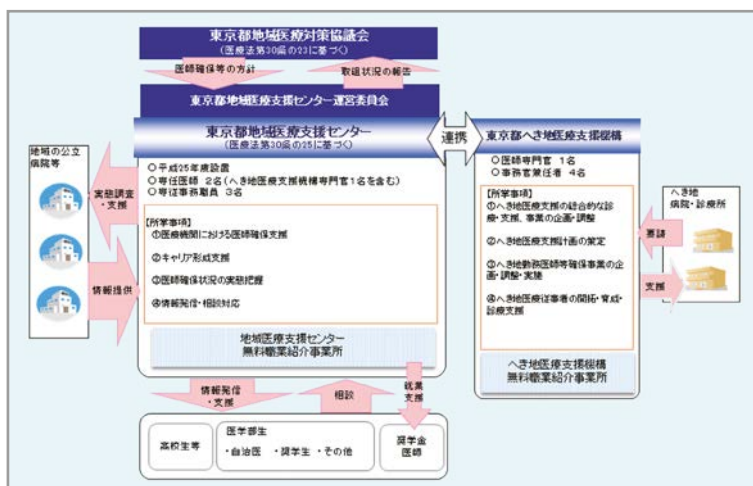 東京都地域医療対策協議会
(医療法第30条の23に基づく)
医師確保等の方針
取組状況の報告
東京都地域医療支援センター運営委員会
東京都地域医療支援センター
(医療法第30条の25に基づく)
○平成25年度設置
○専任医師 2名(へき地医療支援機構専門官1名を含む)
○専従事務職員 3名
【所掌事項】
①医療機関における医師確保支援
②キャリア形成支援
③医師確保状況の実態把握
④情報発信・相談対応
地域医療支援センター
無料職業紹介事業所
地域の公立
病院等
実態調査
・支援
情報提供
連携
東京都へき地医療支援機構
○医師専門官 1名
○事務官兼任者 4名
【所掌事項】
①へき地医療支援の総合的な診
療・支援、事業の企画・調整
②へき地医療支援計画の策定
③へき地勤務医師等確保事業の企
画・調整・実施
④へき地医療従事者の開拓・育成・
診療支援
へき地医療支援機構
無料職業紹介事業所
へき地
病院・診療所
要請
支援
情報発信
・支援
相談
就業
支援
高校生等
医学部生
・自治医 ・奨学生 ・その他
奨学金
医師